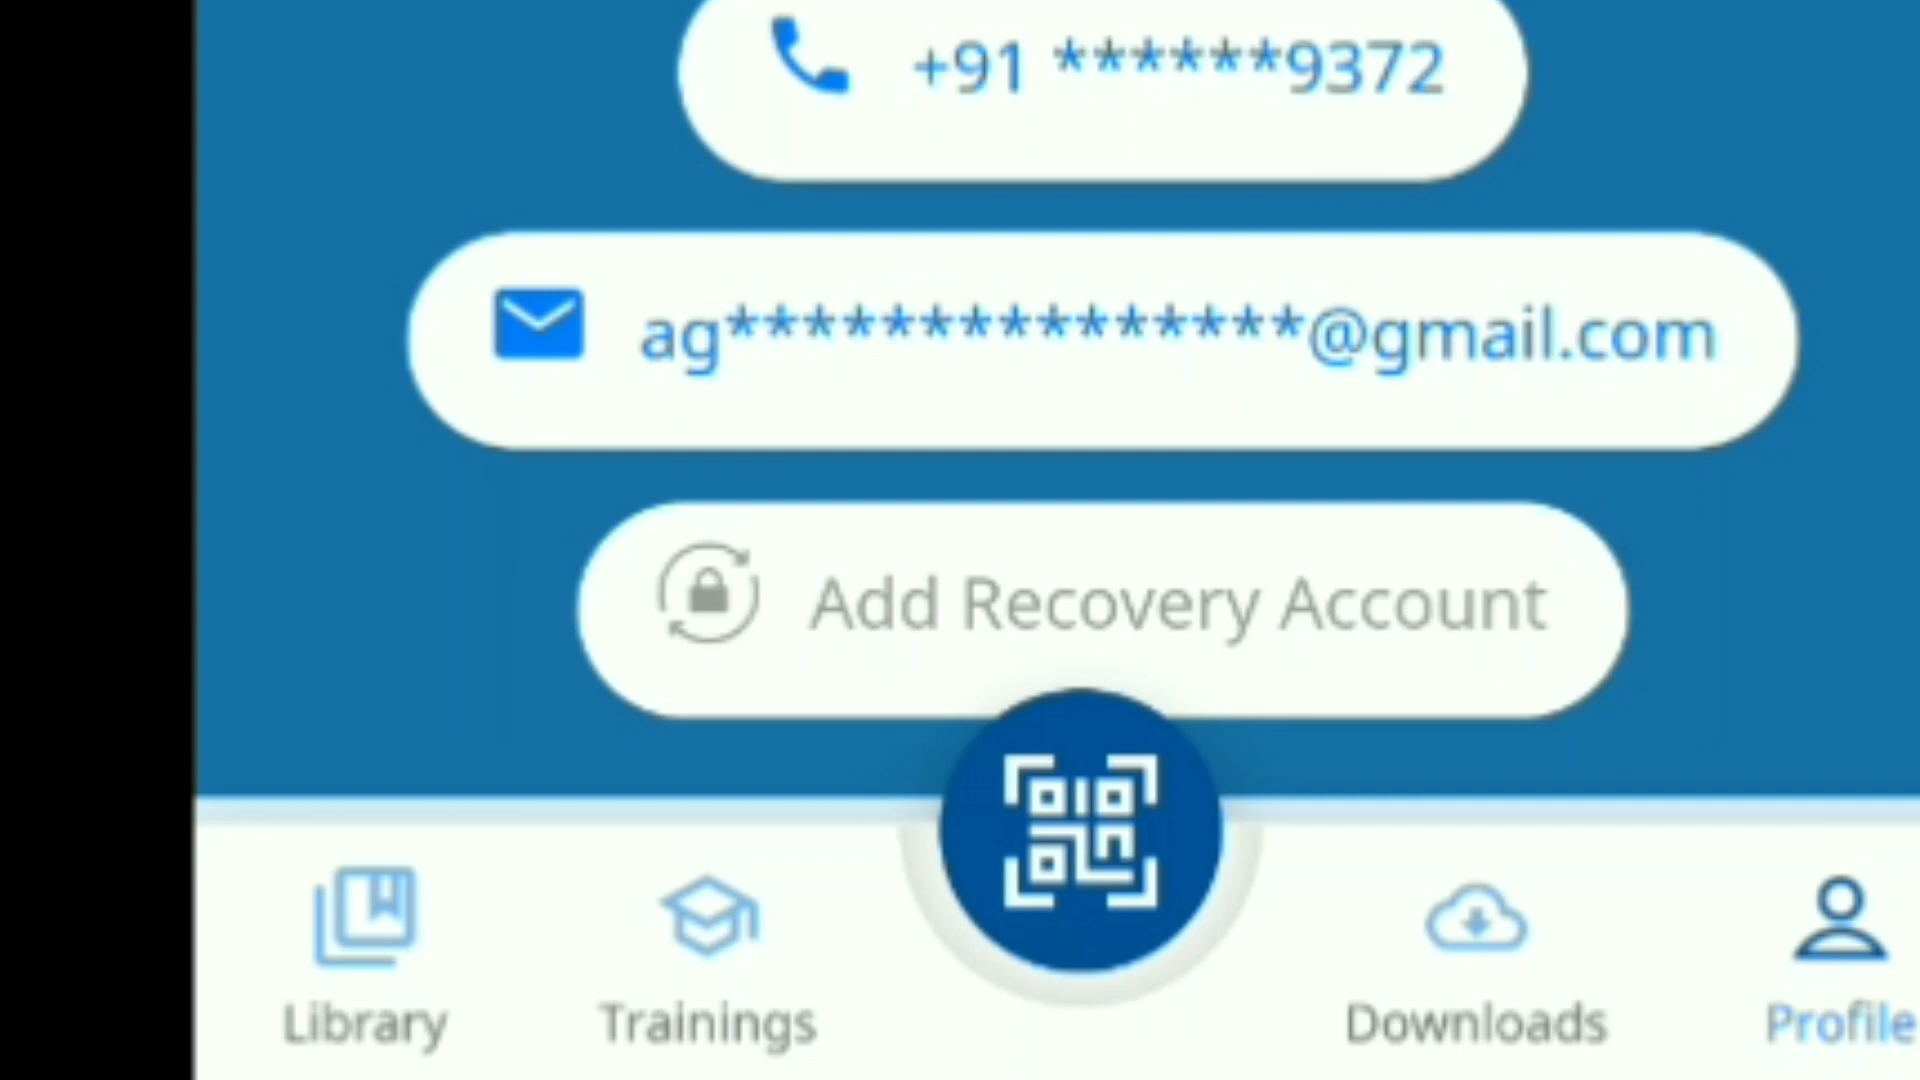 +91 ******9372
ag***************@gmail.com
Add Recovery Account
Library
Trainings
Downloads
Profile